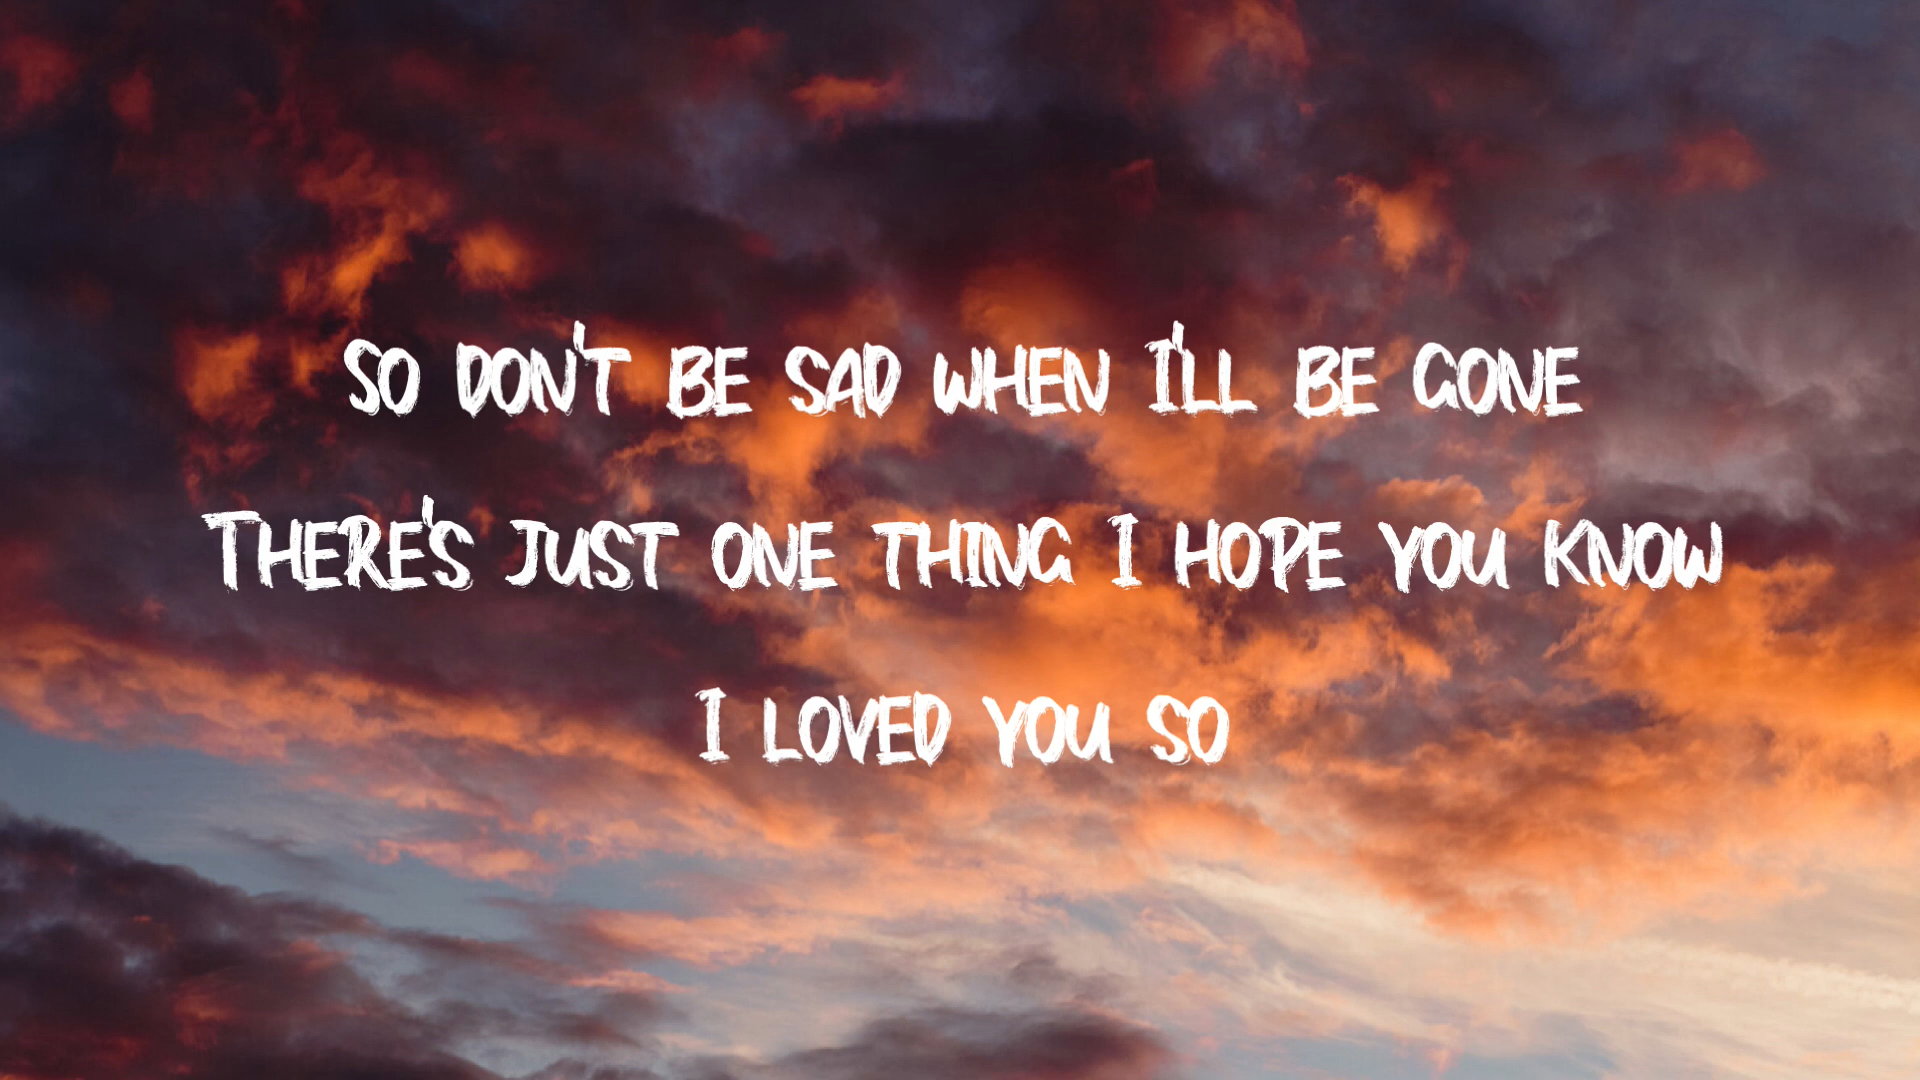 SO DON'T BE SAD WHEN I'LL BE GONE
THERE'S JUST ONE THING I HOPE YOU KNOW
I LOVED YOU SO